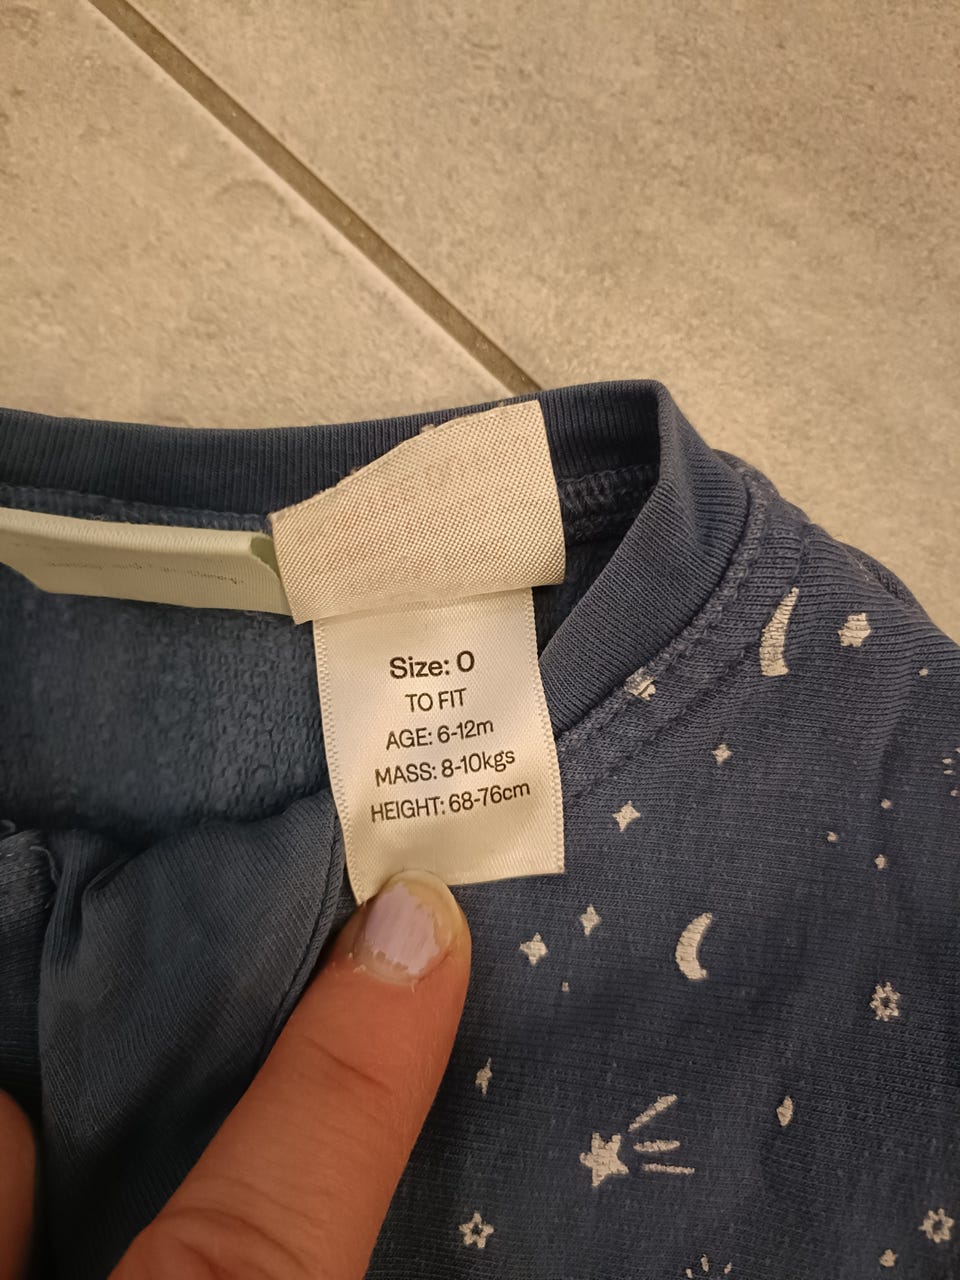 Size: 0
TO FIT
AGE: 6-12m
MASS: 8-10kgs
HEIGHT: 68-76cm